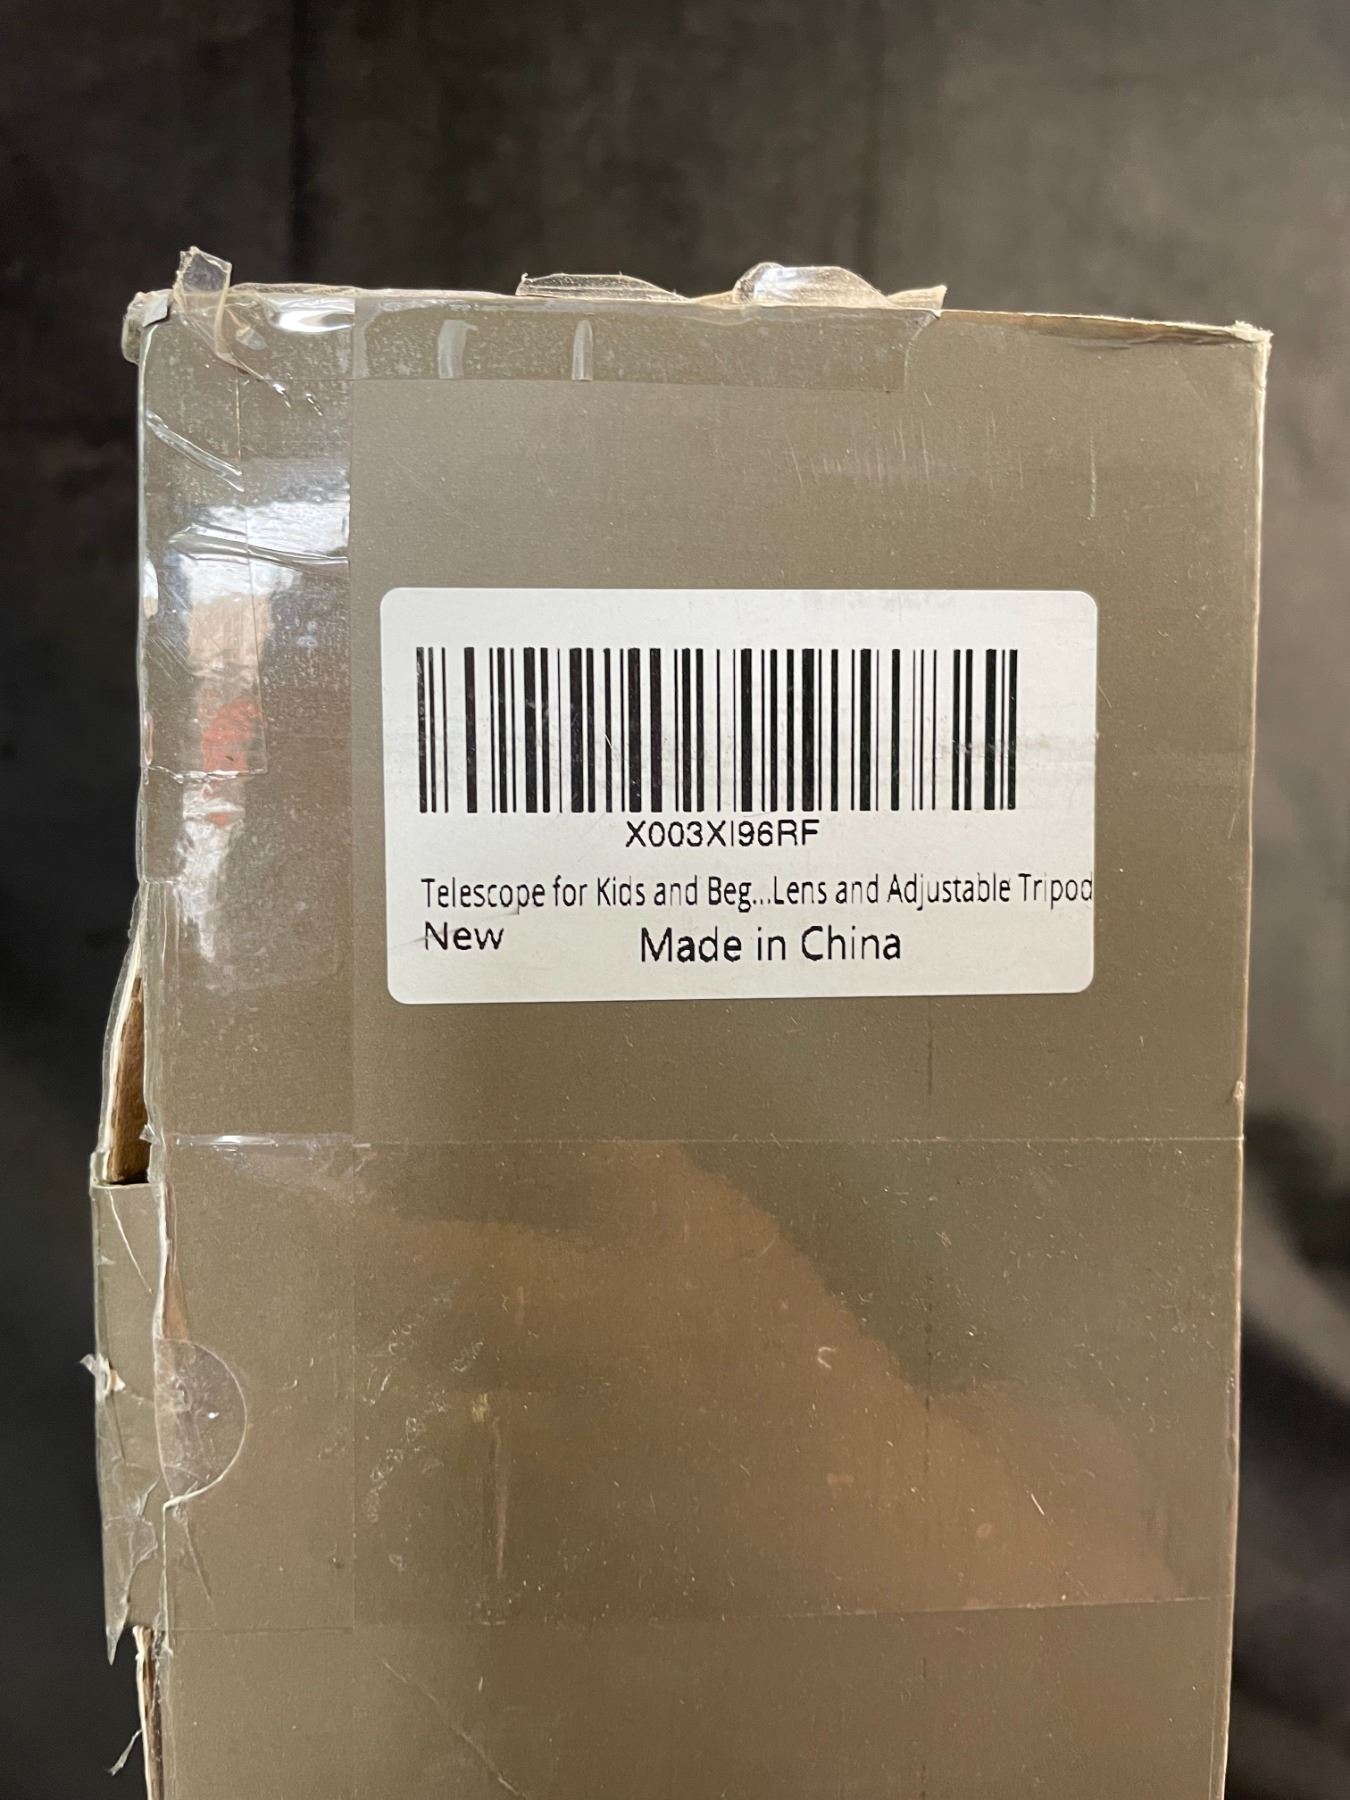 X003XI96RF
Telescope for Kids and Beg...Lens and Adjustable Tripod
New
Made in China